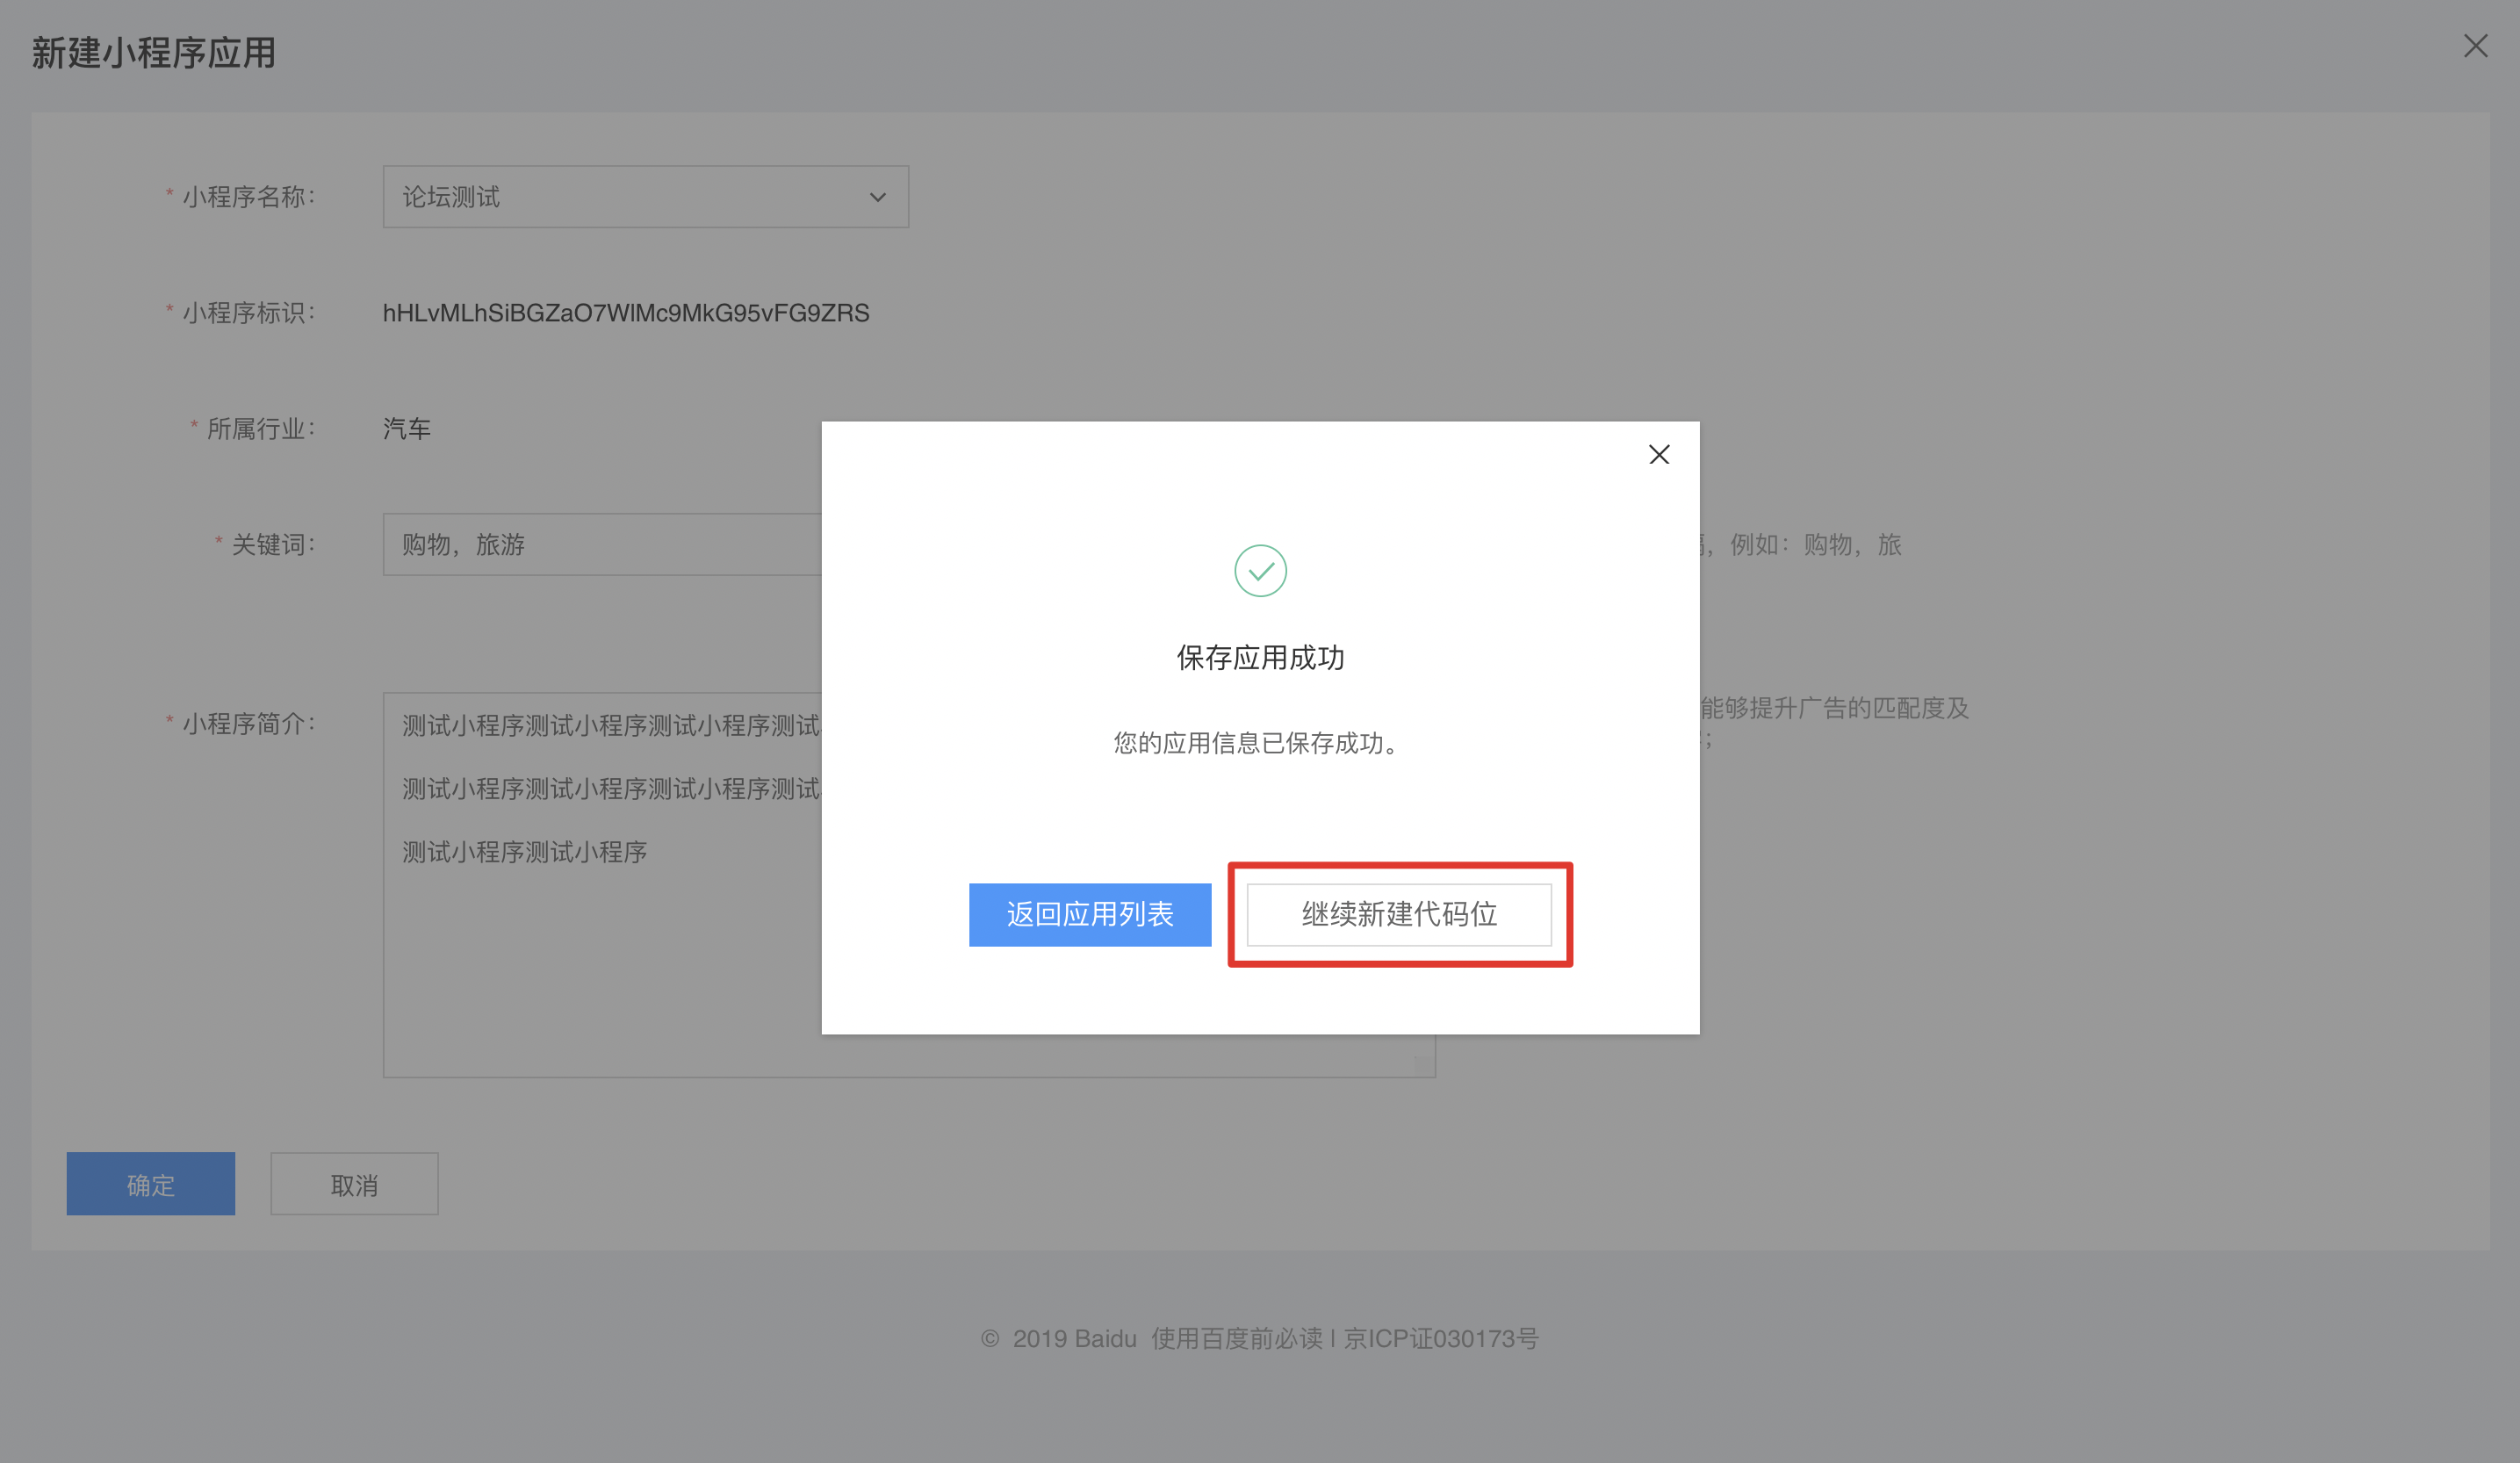 新建小程序应用
* 小程序名称： 论坛测试
* 小程序标识： hHLvMLhSiBGZaO7WlMc9MkG95vFG9ZRS
* 所属行业： 汽车
* 关键词： 购物，旅游
，例如：购物，旅
* 小程序简介： 测试小程序测试小程序测试小程序测试
测试小程序测试小程序测试小程序测试
测试小程序测试小程序
能够提升广告的匹配度及
；
保存应用成功
您的应用信息已保存成功。
返回应用列表 继续新建代码位
确定 取消
© 2019 Baidu 使用百度前必读 | 京ICP证030173号